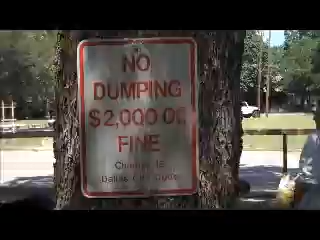 NO
DUMPING
$2,000.00
FINE
Chapter 18
Dallas City Code